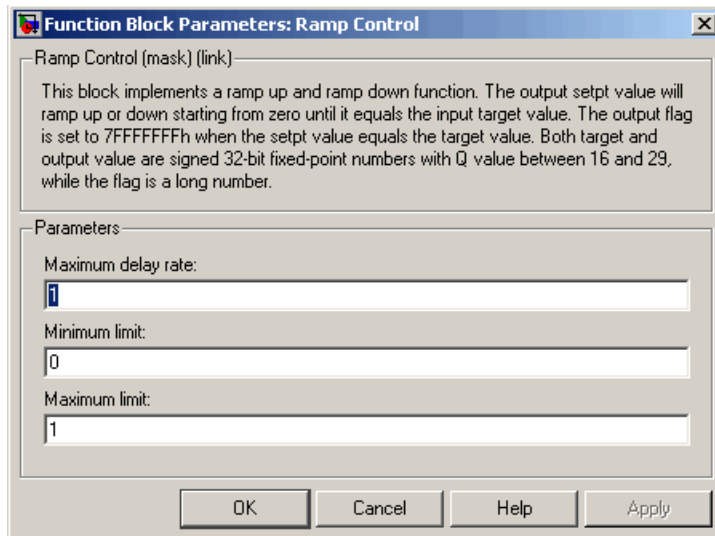 Function Block Parameters: Ramp Control
Ramp Control (mask) (link)
This block implements a ramp up and ramp down function. The output setpt value will
ramp up or down starting from zero until it equals the input target value. The output flag
is set to 7FFFFFFFh when the setpt value equals the target value. Both target and
output value are signed 32-bit fixed-point numbers with Q value between 16 and 29,
while the flag is a long number.
Parameters
Maximum delay rate:
1
Minimum limit:
0
Maximum limit:
1
OK Cancel Help Apply